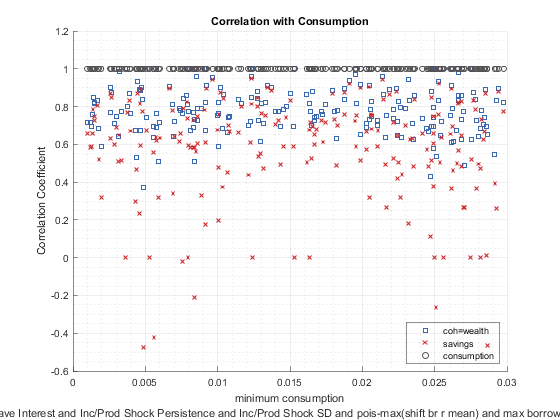 Correlation with Consumption
1.2
1
0.8
0.6
0.4
0.2
0
-0.2
-0.4
-0.6
Correlation Coefficient
coh=wealth
savings
consumption
0
0.005
0.01
0.015
0.02
0.025
0.03
minimum consumption
ave Interest and Inc/Prod Shock Persistence and Inc/Prod Shock SD and pois-max(shift br r mean) and max borrow